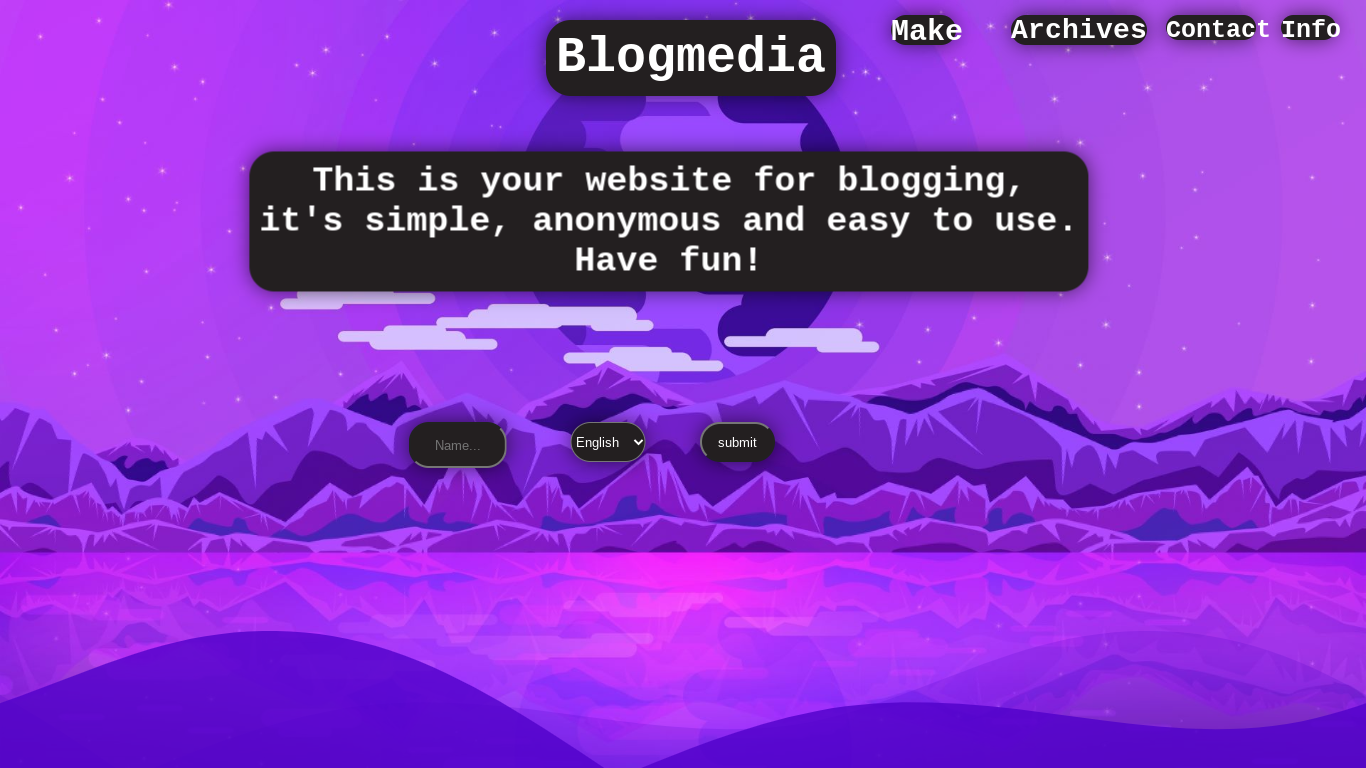 Blogmedia
Make
Archives
Contact
Info
This is your website for blogging,
it's simple, anonymous and easy to use.
Have fun!
Name...
English
submit